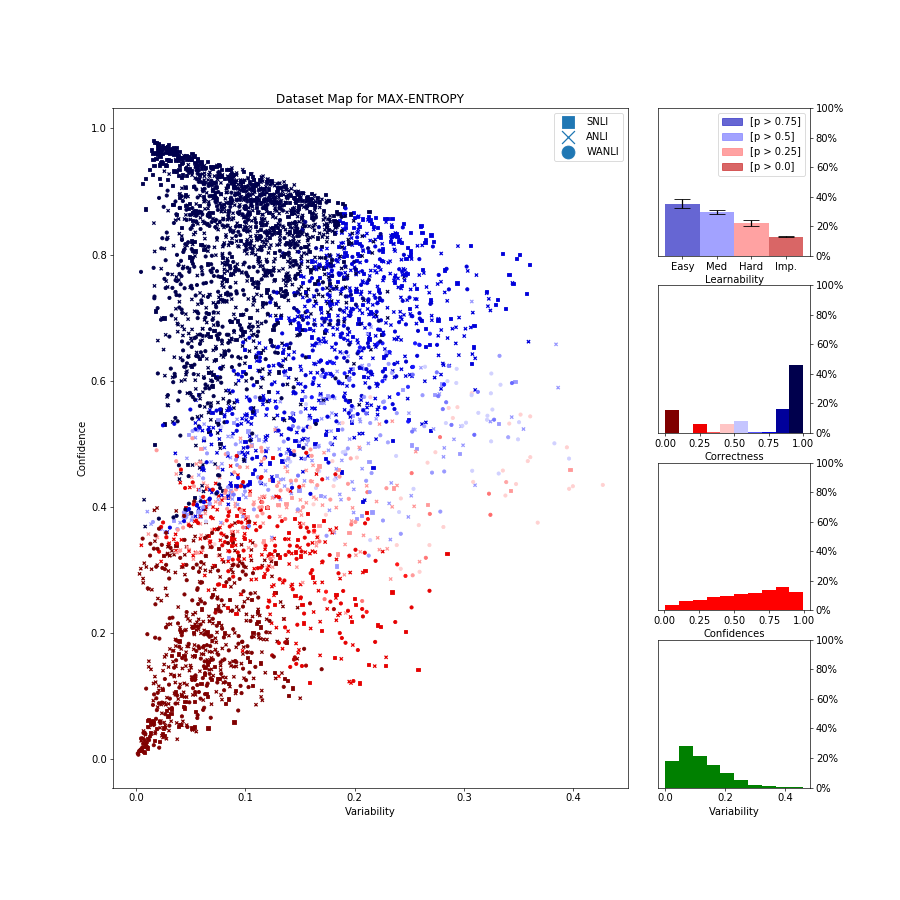 Dataset Map for MAX-ENTROPY
1.0
0.8
0.6
0.4
0.2
0.0
Confidence
0.0 0.1 0.2 0.3 0.4
Variability
SNLI
ANLI
WANLI
[p > 0.75]
[p > 0.5]
[p > 0.25]
[p > 0.0]
100%
80%
60%
40%
20%
0%
Easy Med Hard Imp.
Learnability
100%
80%
60%
40%
20%
0%
0.00 0.25 0.50 0.75 1.00
Correctness
100%
80%
60%
40%
20%
0%
0.00 0.25 0.50 0.75 1.00
Confidences
100%
80%
60%
40%
20%
0%
0.0 0.2 0.4
Variability